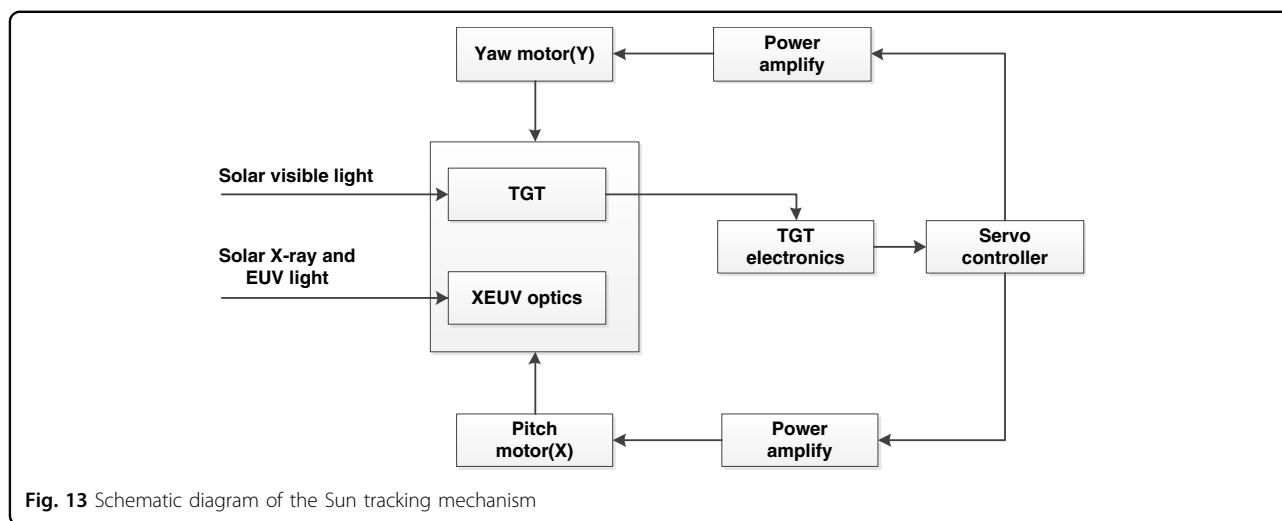 Yaw motor(Y)
Power
amplify
Solar visible light
TGT
TGT
electronics
Servo
controller
Solar X-ray and
EUV light
XEUV optics
Pitch
motor(X)
Power
amplify
Fig. 13 Schematic diagram of the Sun tracking mechanism